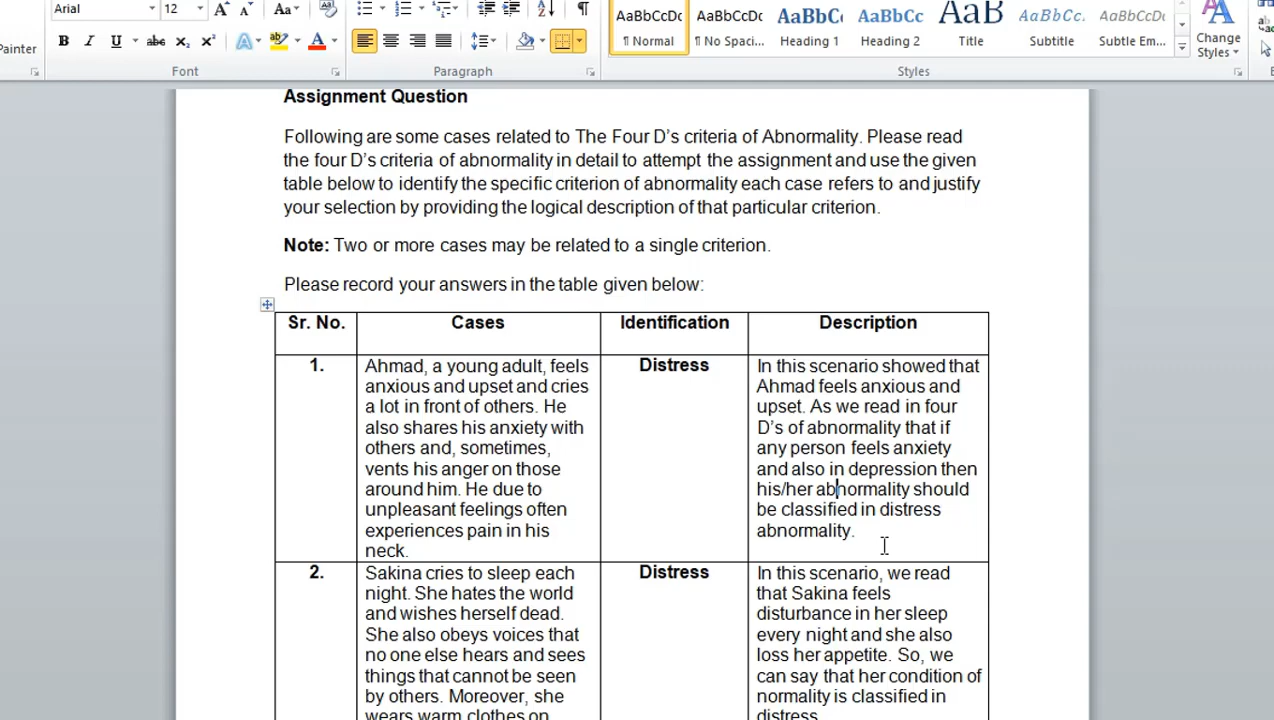 Painter
Arial
12
Aa
B I U abc x₂ x² A ab A
Font
Paragraph
AaBbCcDc
¶ Normal
AaBbCcDc
¶ No Spaci...
AaBbCc
Heading 1
AaBbCc
Heading 2
AaB
Title
AaBbCc.
Subtitle
AaBbCcDc
Subtle Em...
Change
Styles
Styles
Assignment Question
Following are some cases related to The Four D's criteria of Abnormality. Please read
the four D's criteria of abnormality in detail to attempt the assignment and use the given
table below to identify the specific criterion of abnormality each case refers to and justify
your selection by providing the logical description of that particular criterion.
Note: Two or more cases may be related to a single criterion.
Please record your answers in the table given below:
Sr. No.
Cases
Identification
Description
1.
Ahmad, a young adult, feels
anxious and upset and cries
a lot in front of others. He
also shares his anxiety with
others and, sometimes,
vents his anger on those
around him. He due to
unpleasant feelings often
experiences pain in his
neck.
Distress
In this scenario showed that
Ahmad feels anxious and
upset. As we read in four
D's of abnormality that if
any person feels anxiety
and also in depression then
his/her abnormality should
be classified in distress
abnormality.
2.
Sakina cries to sleep each
night. She hates the world
and wishes herself dead.
She also obeys voices that
no one else hears and sees
things that cannot be seen
by others. Moreover, she
wears warm clothes on
Distress
In this scenario, we read
that Sakina feels
disturbance in her sleep
every night and she also
loss her appetite. So, we
can say that her condition of
normality is classified in
distress